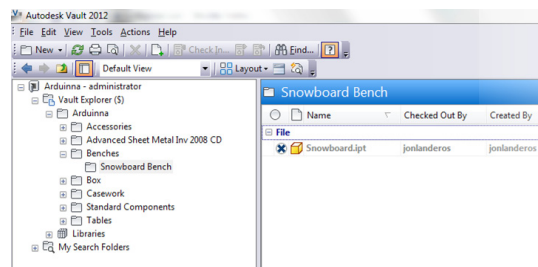 Autodesk Vault 2012
File Edit View Tools Actions Help
New Check In... Find...
Default View Layout
Arduinna - administrator
Vault Explorer ($)
Arduinna
Accessories
Advanced Sheet Metal Inv 2008 CD
Benches
Snowboard Bench
Box
Casework
Standard Components
Tables
Libraries
My Search Folders
Snowboard Bench
Name Checked Out By Created By
File
Snowboard.ipt jonlanderos jonlanderos